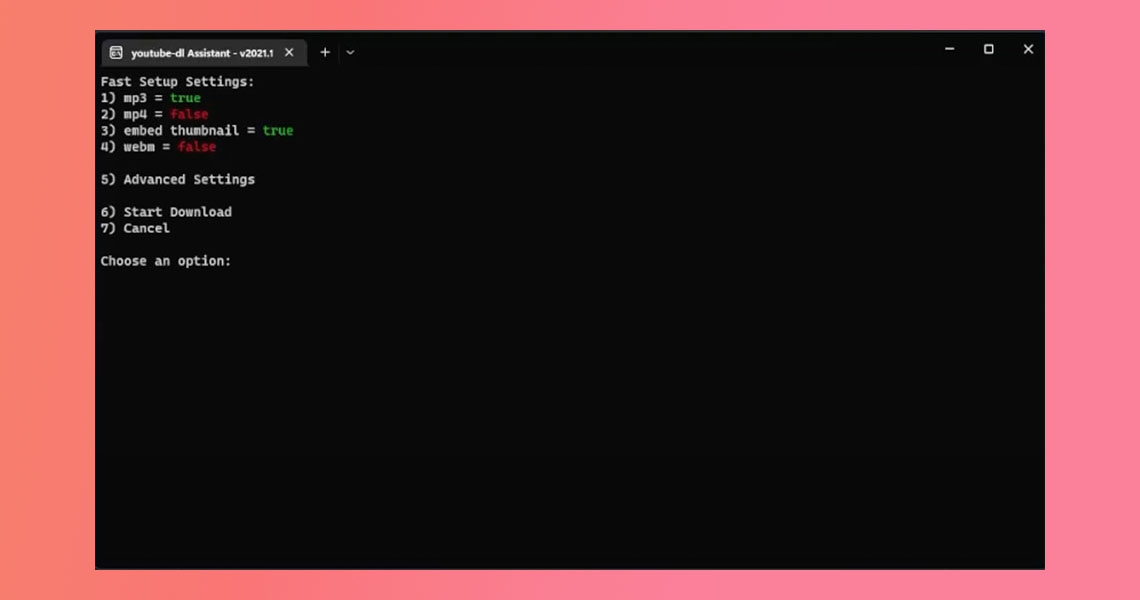 youtube-dl Assistant - v2021.1
Fast Setup Settings:
1) mp3 = true
2) mp4 = false
3) embed thumbnail = true
4) webm = false
5) Advanced Settings
6) Start Download
7) Cancel
Choose an option: